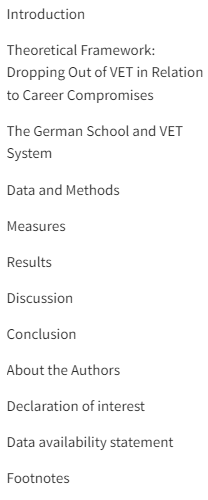 Introduction
Theoretical Framework:
Dropping Out of VET in Relation
to Career Compromises
The German School and VET
System
Data and Methods
Measures
Results
Discussion
Conclusion
About the Authors
Declaration of interest
Data availability statement
Footnotes